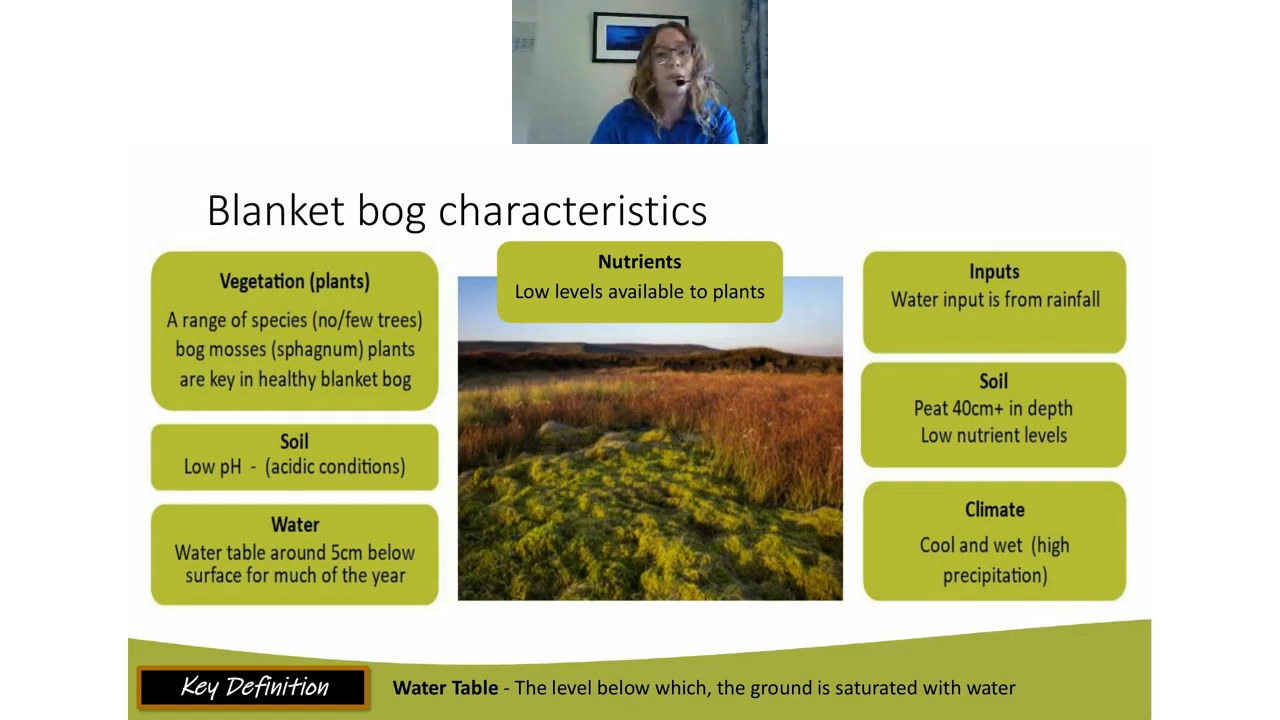 Blanket bog characteristics
Vegetation (plants)
A range of species (no/few trees)
bog mosses (sphagnum) plants
are key in healthy blanket bog
Soil
Low pH - (acidic conditions)
Water
Water table around 5cm below
surface for much of the year
Nutrients
Low levels available to plants
Inputs
Water input is from rainfall
Soil
Peat 40cm+ in depth
Low nutrient levels
Climate
Cool and wet (high
precipitation)
Key Definition
Water Table - The level below which, the ground is saturated with water